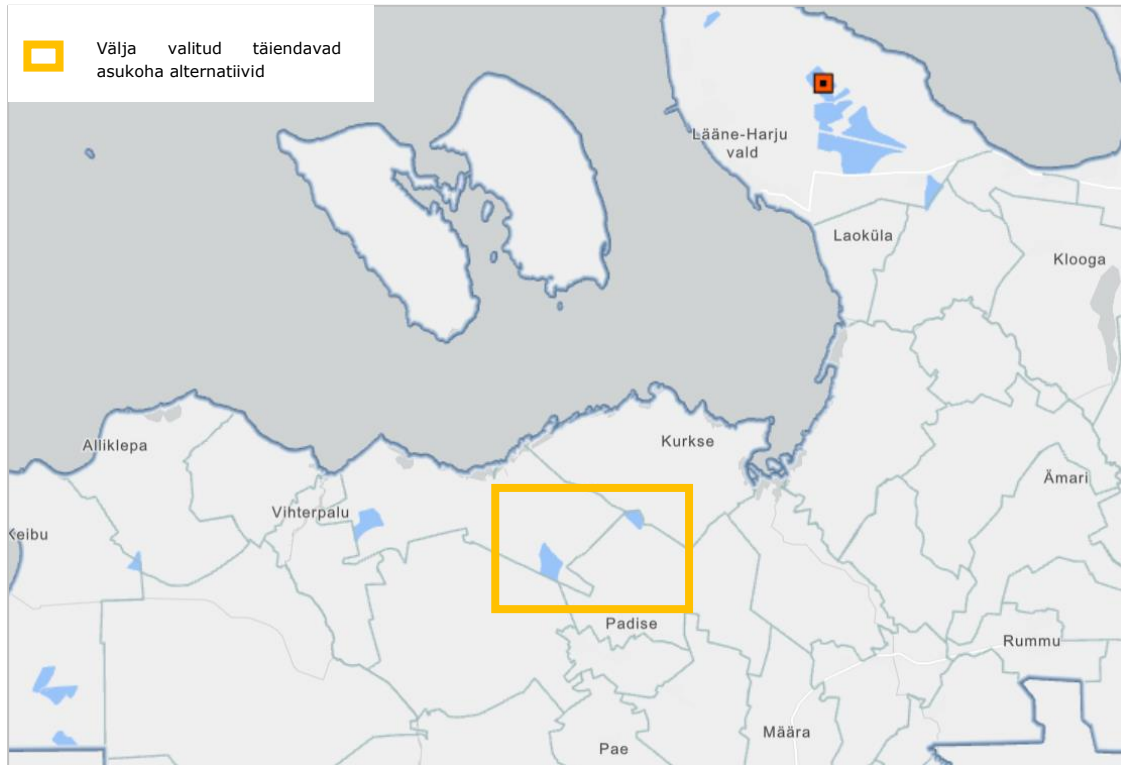 Välja valitud täiendavad
asukoha alternatiivid
Lääne-Harju
vald
Laoküla
Klooga
Alliklepa
Kurkse
Ämari
Vihterpalu
Keibu
Padise
Rummu
Määra
Pae